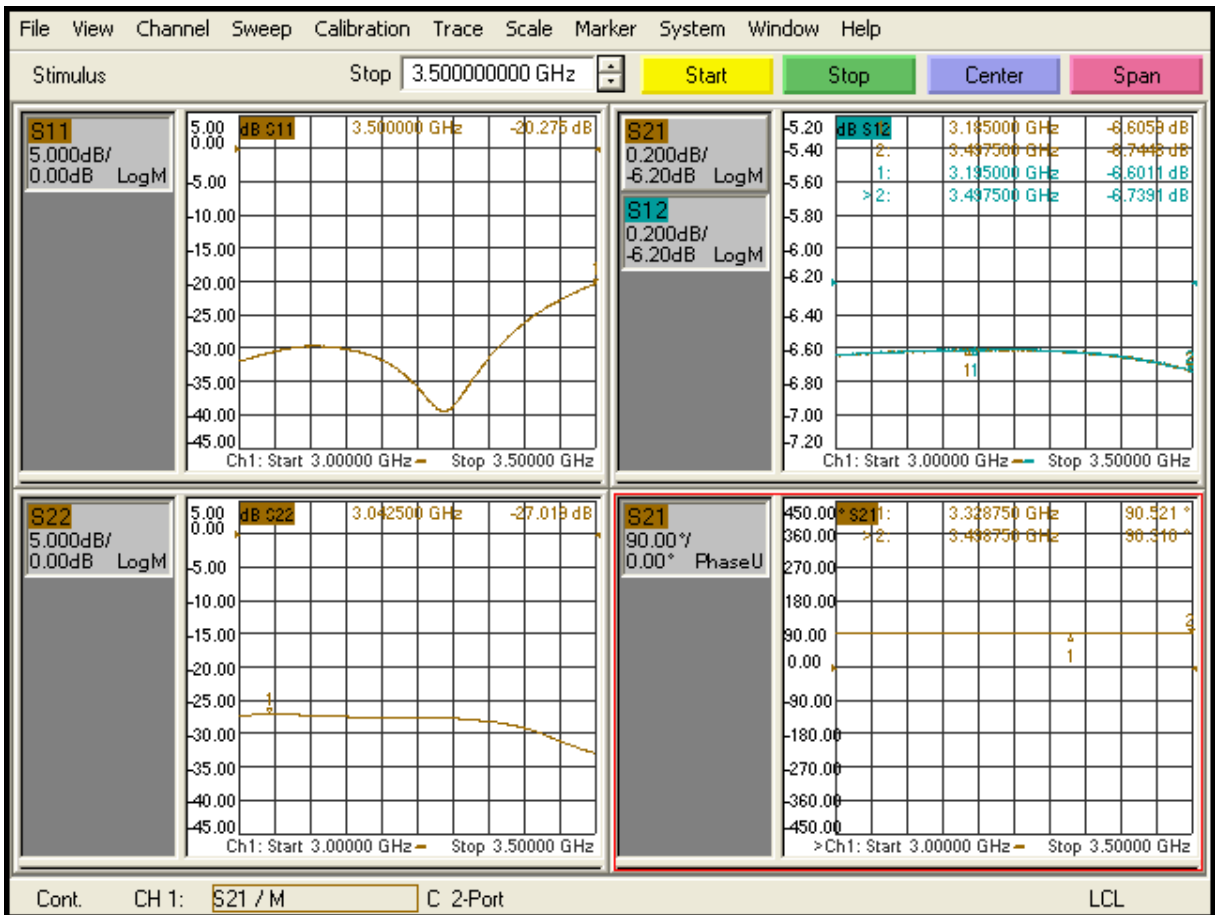 File View Channel Sweep Calibration Trace Scale Marker System Window Help
Stimulus Stop 3.500000000 GHz Start Stop Center Span
S11
5.000dB/
0.00dB LogM
5.00
0.00
-5.00
-10.00
-15.00
-20.00
-25.00
-30.00
-35.00
-40.00
-45.00
dB S11 3.500000 GHz -20.275 dB
1
Ch1: Start 3.00000 GHz Stop 3.50000 GHz
S21
0.200dB/
-6.20dB LogM
S12
0.200dB/
-6.20dB LogM
-5.20
-5.40
-5.60
-5.80
-6.00
-6.20
-6.40
-6.60
-6.80
-7.00
-7.20
dB S12 3.185000 GHz -6.6059 dB
2: 3.497500 GHz -6.7448 dB
1: 3.195000 GHz -6.6011 dB
>2: 3.497500 GHz -6.7391 dB
11
2
Ch1: Start 3.00000 GHz Stop 3.50000 GHz
S22
5.000dB/
0.00dB LogM
5.00
0.00
-5.00
-10.00
-15.00
-20.00
-25.00
-30.00
-35.00
-40.00
-45.00
dB S22 3.042500 GHz -27.019 dB
1
Ch1: Start 3.00000 GHz Stop 3.50000 GHz
S21
90.00°/
0.00° PhaseU
450.00
360.00
270.00
180.00
90.00
0.00
-90.00
-180.00
-270.00
-360.00
-450.00
° S21 1: 3.328750 GHz 90.521 °
>2: 3.498750 GHz 90.310 °
2
1
>Ch1: Start 3.00000 GHz Stop 3.50000 GHz
Cont. CH 1: S21 / M C 2-Port LCL